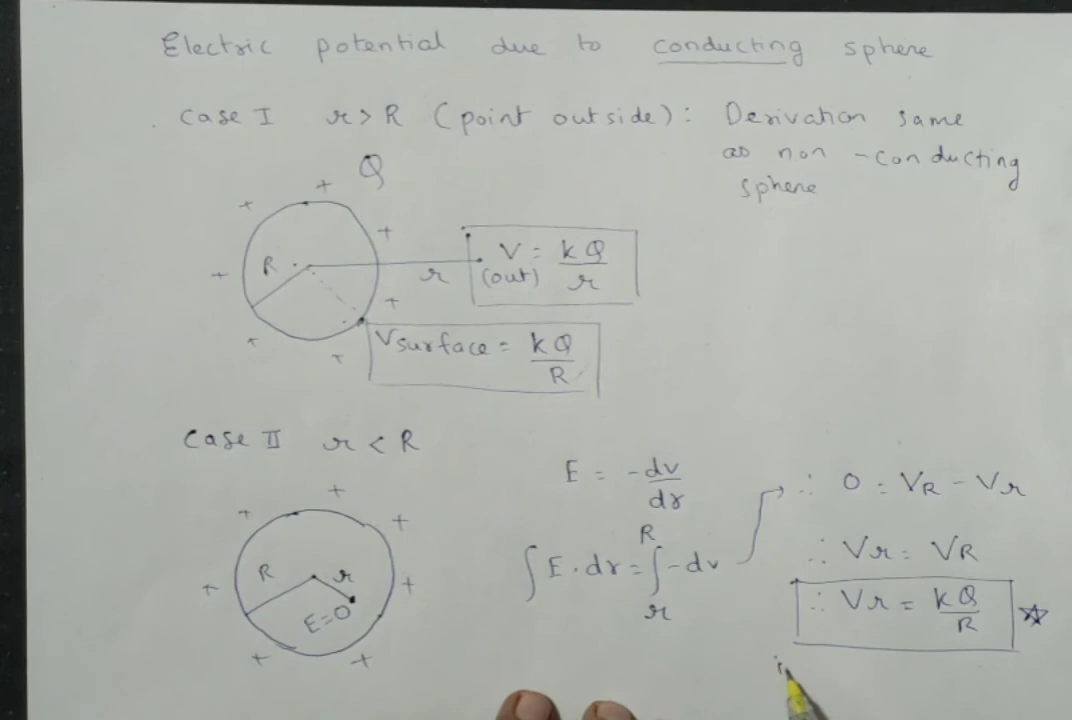 Electric potential due to conducting sphere
Case I r > R (point outside): Derivation same
as non-conducting
sphere
Q
+ + + + + + + +
R
r
V = kQ/r
(out)
Vsurface = kQ/R
Case II r < R
E = -dv/dr
∴ 0 = VR - Vr
R
∫E.dr = ∫-dv
r
∴ Vr = VR
∴ Vr = kQ/R ☆
+ + + + + + +
R r
E=0